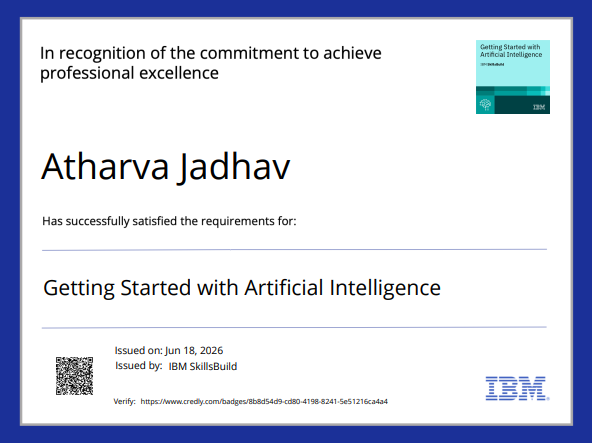 In recognition of the commitment to achieve
professional excellence
Getting Started with
Artificial Intelligence
IBM SkillsBuild
IBM
Atharva Jadhav
Has successfully satisfied the requirements for:
Getting Started with Artificial Intelligence
Issued on: Jun 18, 2026
Issued by: IBM SkillsBuild
Verify: https://www.credly.com/badges/8b8d54d9-cd80-4198-8241-5e51216ca4a4
IBM